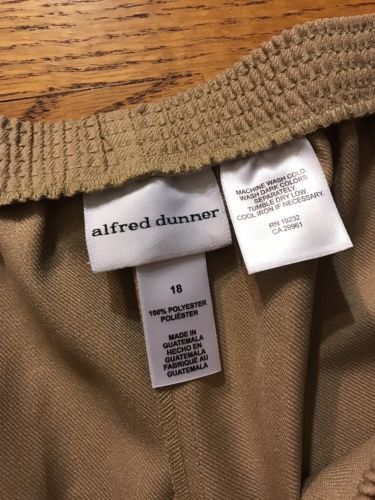 alfred dunner
18
100% POLYESTER
POLIÉSTER
MADE IN
GUATEMALA
HECHO EN
GUATEMALA
FABRIQUÉ AU
GUATEMALA
MACHINE WASH COLD
WASH DARK COLORS
SEPARATELY.
TUMBLE DRY LOW
COOL IRON IF NECESSARY
RN 19232
CA 29961